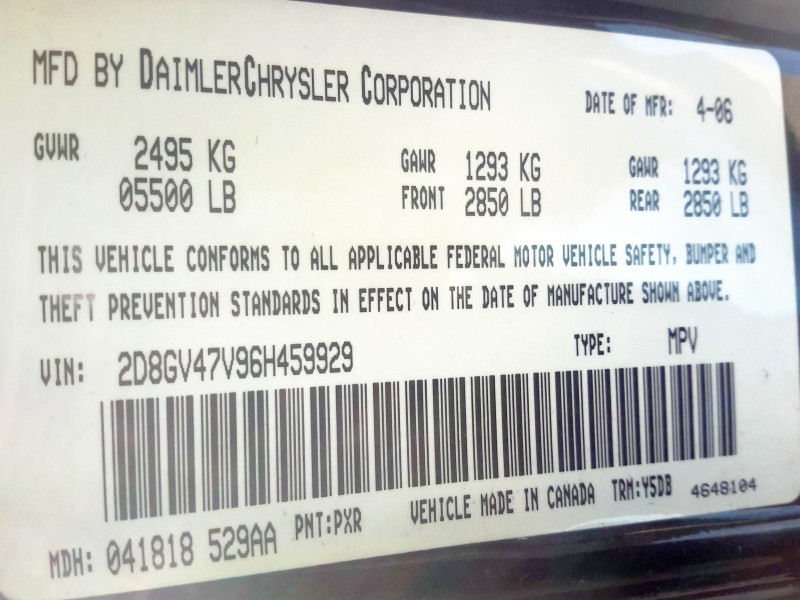 MFD BY DAIMLERCHRYSLER CORPORATION DATE OF MFR: 4-06
GVWR 2495 KG GAWR 1293 KG GAWR 1293 KG
05500 LB FRONT 2850 LB REAR 2850 LB
THIS VEHICLE CONFORMS TO ALL APPLICABLE FEDERAL MOTOR VEHICLE SAFETY, BUMPER AND
THEFT PREVENTION STANDARDS IN EFFECT ON THE DATE OF MANUFACTURE SHOWN ABOVE.
VIN: 2D8GV47V96H459929 TYPE: MPV
MDH: 041818 529AA PNT:PXR VEHICLE MADE IN CANADA TRM:Y5DB 4648104